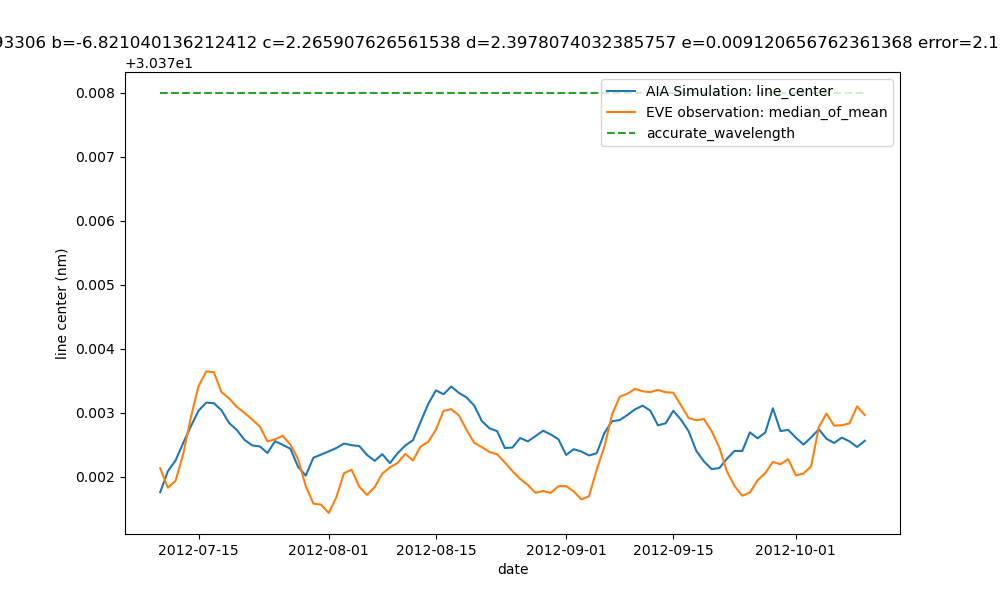 93306 b=-6.821040136212412 c=2.265907626561538 d=2.3978074032385757 e=0.009120656762361368 error=2.1
+3.037e1
0.008
0.007
0.006
0.005
0.004
0.003
0.002
line center (nm)
AIA Simulation: line_center
EVE observation: median_of_mean
accurate_wavelength
2012-07-15 2012-08-01 2012-08-15 2012-09-01 2012-09-15 2012-10-01
date